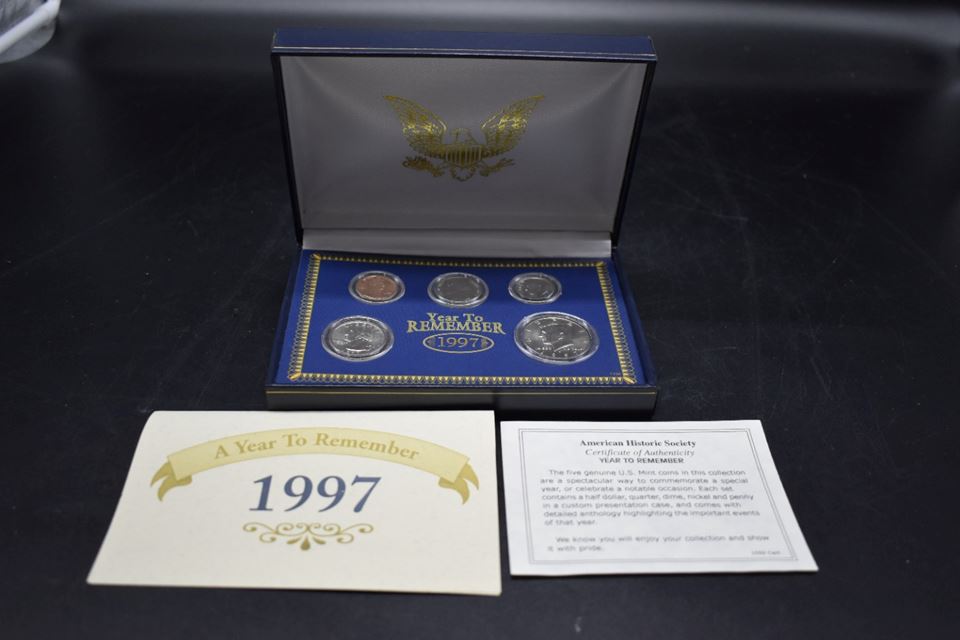 Year To
REMEMBER
1997
A Year To Remember
1997
American Historic Society
Certificate of Authenticity
YEAR TO REMEMBER
The five genuine U.S. Mint coins in this collection
are a spectacular way to commemorate a special
year, or celebrate a notable occasion. Each set
contains a half dollar, quarter, dime, nickel and penny
in a custom presentation case, and comes with
detailed anthology highlighting the important events
of that year.
We know you will enjoy your collection and show
it with pride.